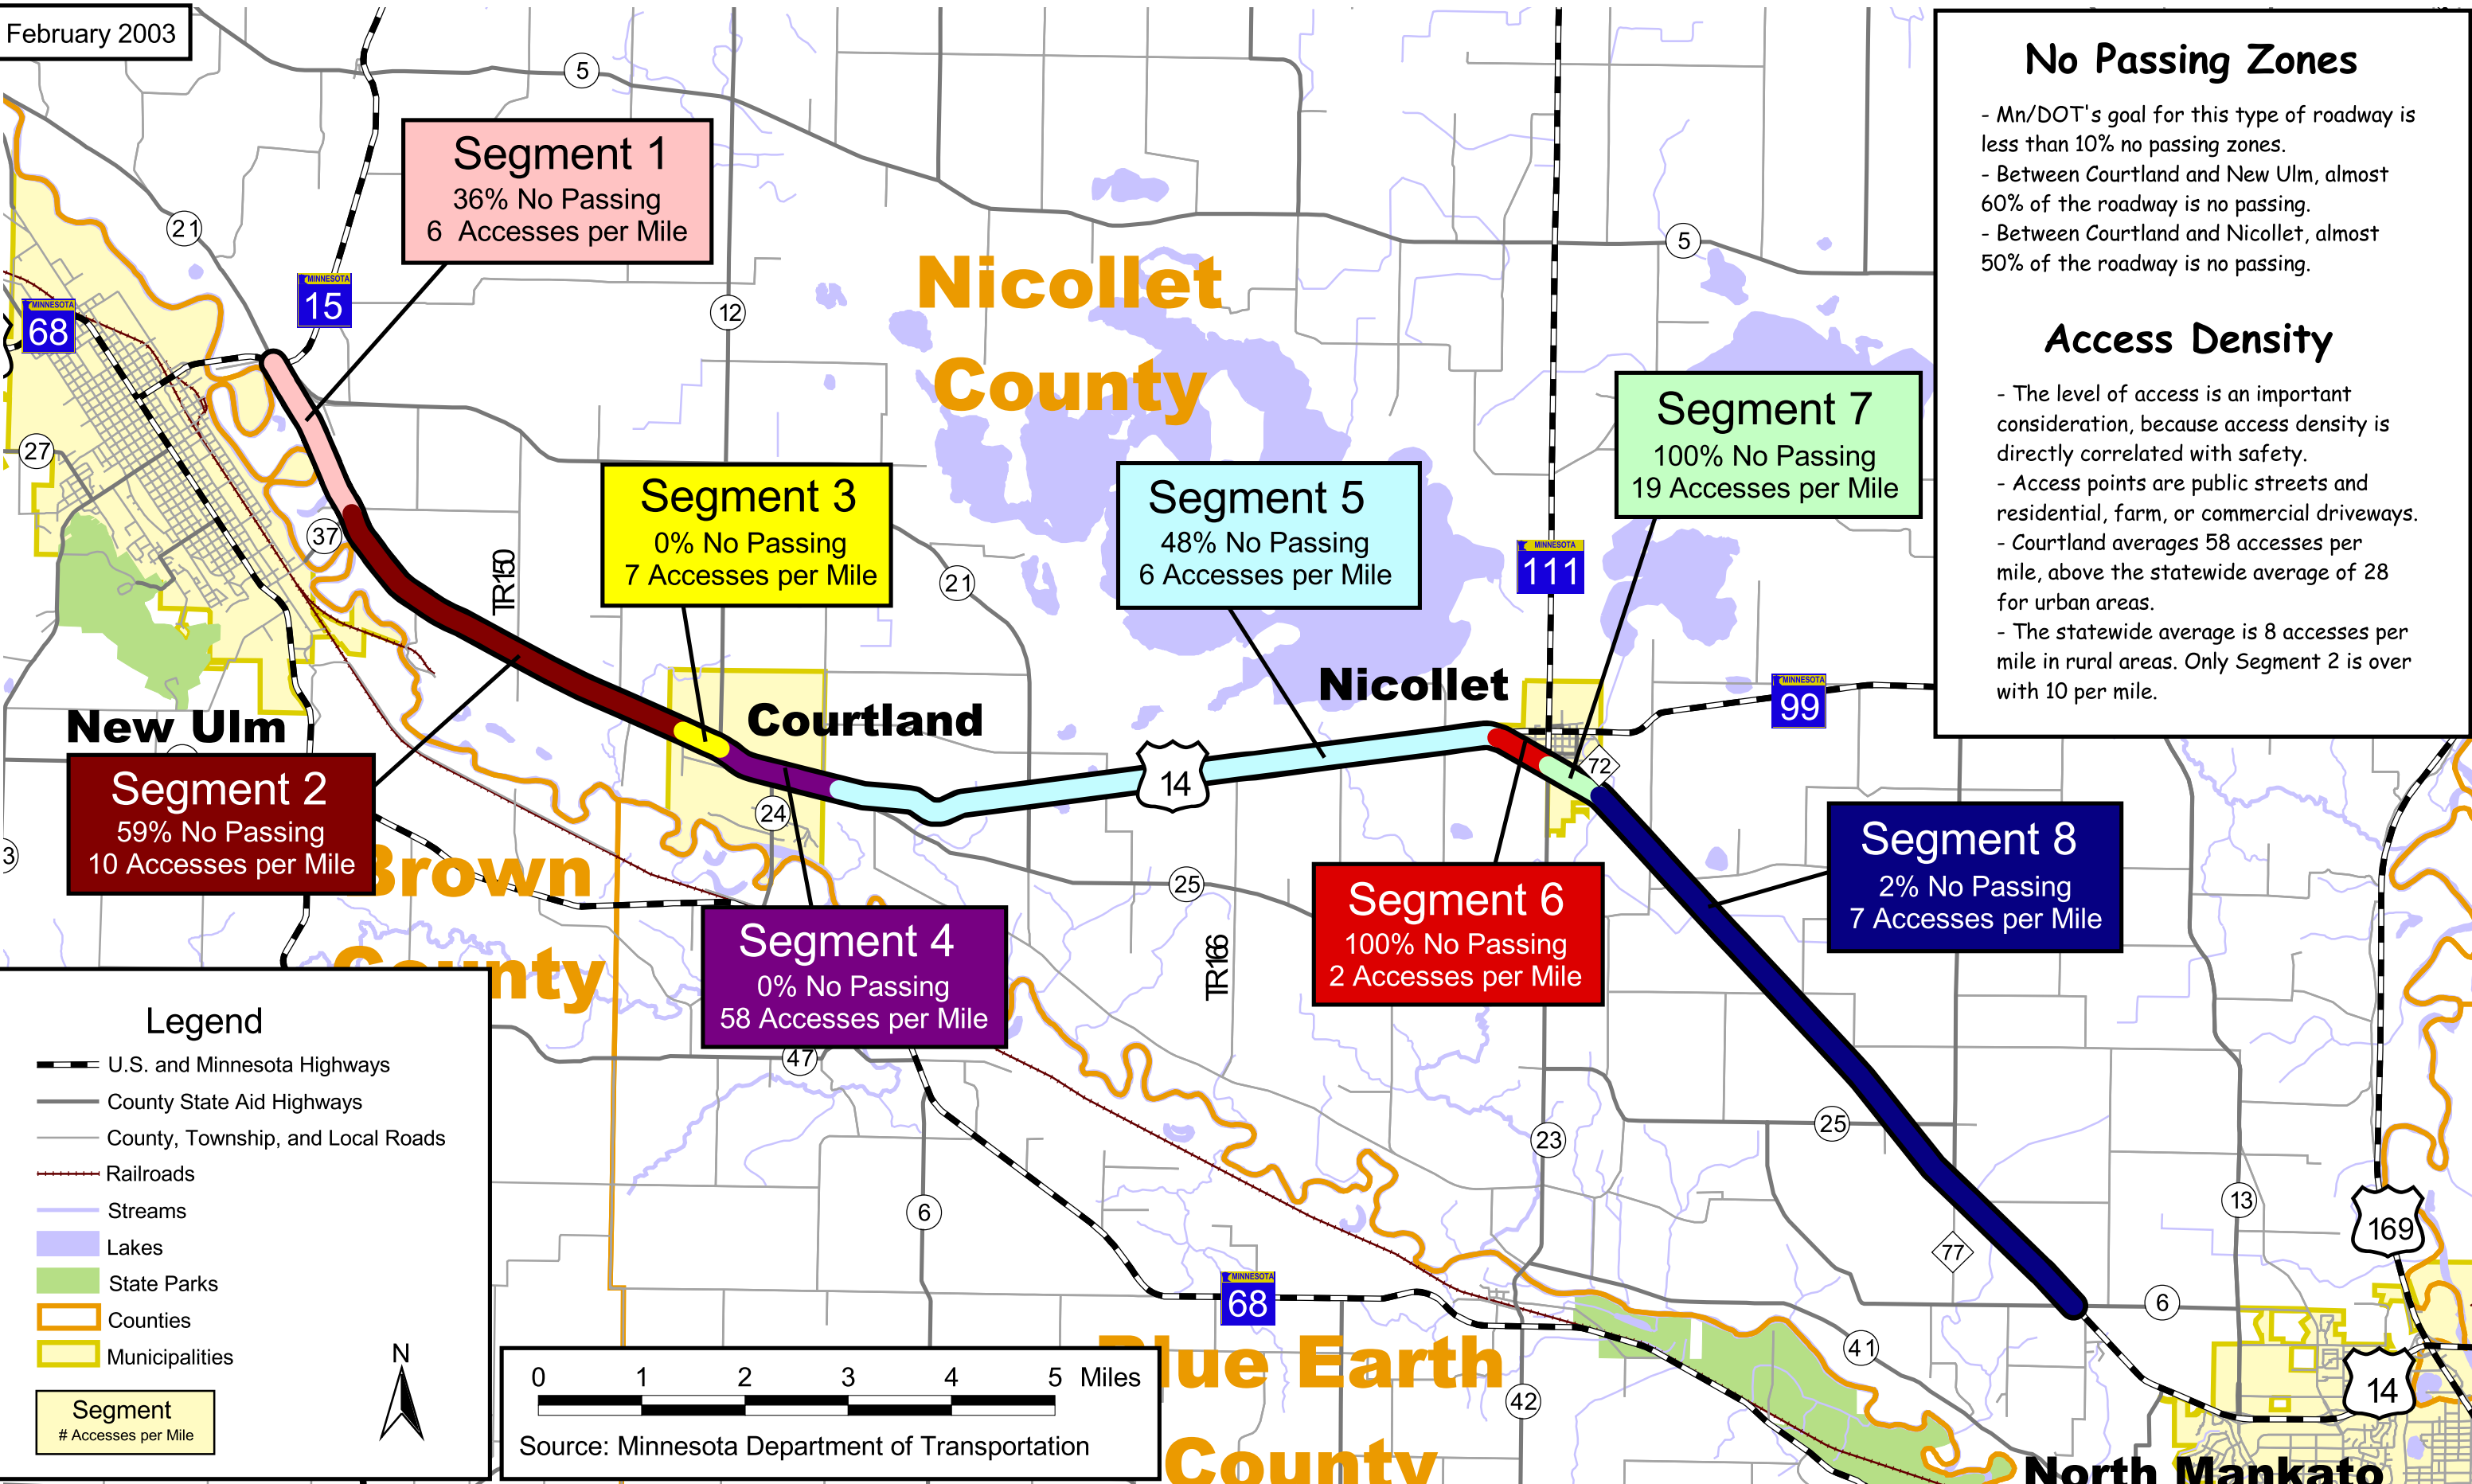 February 2003
No Passing Zones
- Mn/DOT's goal for this type of roadway is
less than 10% no passing zones.
- Between Courtland and New Ulm, almost
60% of the roadway is no passing.
- Between Courtland and Nicollet, almost
50% of the roadway is no passing.
Access Density
- The level of access is an important
consideration, because access density is
directly correlated with safety.
- Access points are public streets and
residential, farm, or commercial driveways.
- Courtland averages 58 accesses per
mile, above the statewide average of 28
for urban areas.
- The statewide average is 8 accesses per
mile in rural areas. Only Segment 2 is over
with 10 per mile.
5
Segment 1
36% No Passing
6 Accesses per Mile
21
5
Nicollet
County
MINNESOTA
15
MINNESOTA
68
12
Segment 7
100% No Passing
19 Accesses per Mile
27
37
TR150
Segment 3
0% No Passing
7 Accesses per Mile
21
Segment 5
48% No Passing
6 Accesses per Mile
MINNESOTA
111
Nicollet
MINNESOTA
99
New Ulm
Courtland
14
72
Segment 2
59% No Passing
10 Accesses per Mile
24
3
Brown
County
25
TR166
Segment 4
0% No Passing
58 Accesses per Mile
47
Segment 6
100% No Passing
2 Accesses per Mile
Segment 8
2% No Passing
7 Accesses per Mile
25
23
6
13
77
169
6
MINNESOTA
68
41
42
14
Blue Earth
County
North Mankato
Legend
U.S. and Minnesota Highways
County State Aid Highways
County, Township, and Local Roads
Railroads
Streams
Lakes
State Parks
Counties
Municipalities
Segment
# Accesses per Mile
N
0 1 2 3 4 5 Miles
Source: Minnesota Department of Transportation